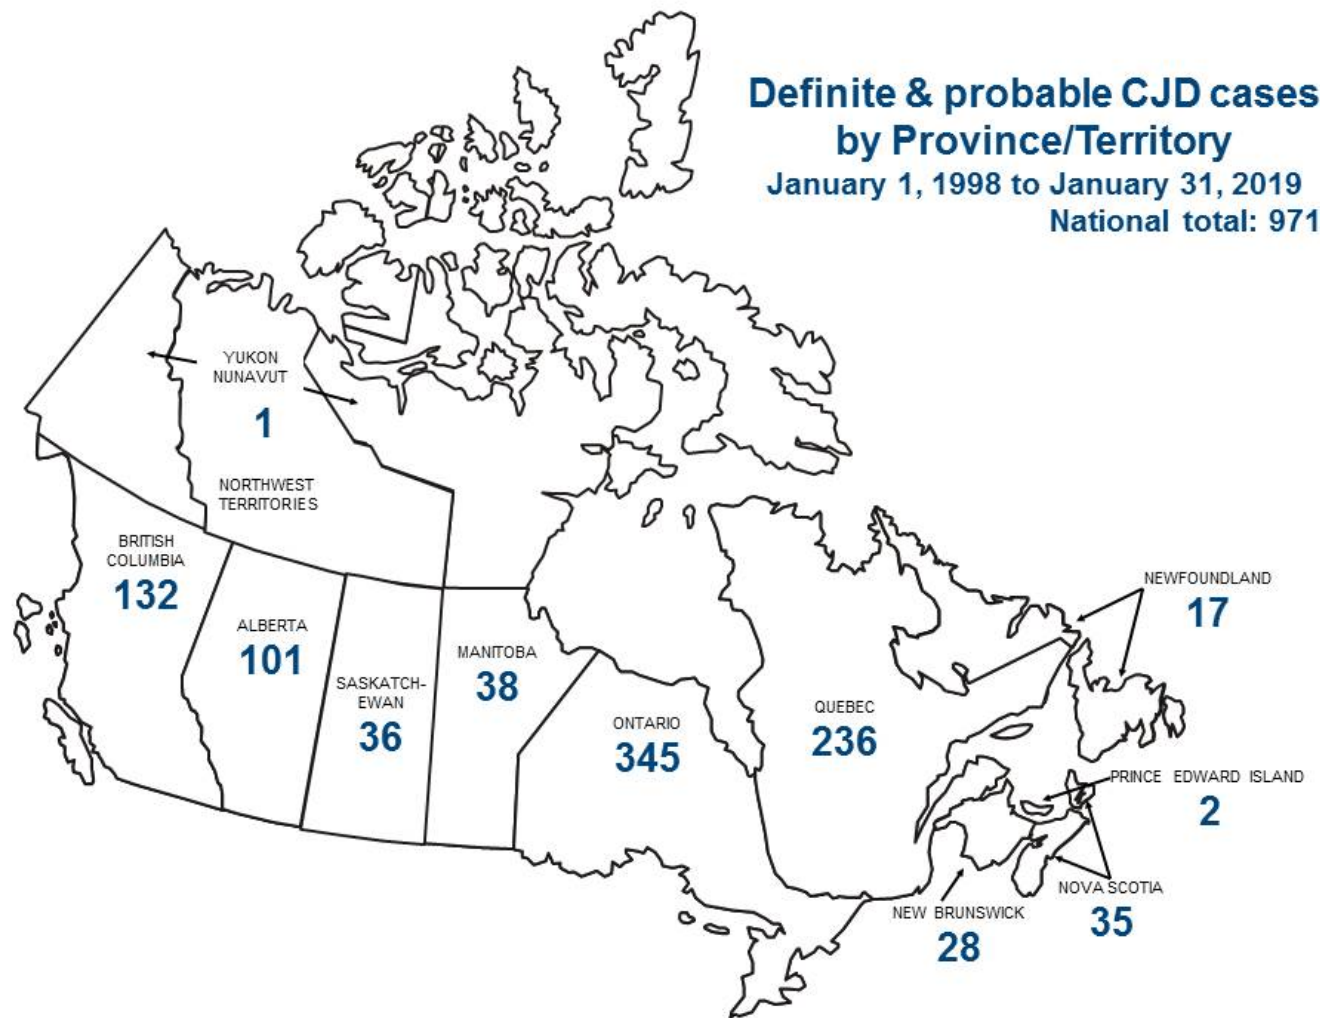 Definite & probable CJD cases
by Province/Territory
January 1, 1998 to January 31, 2019
National total: 971
YUKON
NUNAVUT
1
NORTHWEST
TERRITORIES
BRITISH
COLUMBIA
132
ALBERTA
101
SASKATCH-
EWAN
36
MANITOBA
38
ONTARIO
345
QUEBEC
236
NEWFOUNDLAND
17
PRINCE EDWARD ISLAND
2
NOVA SCOTIA
35
NEW BRUNSWICK
28